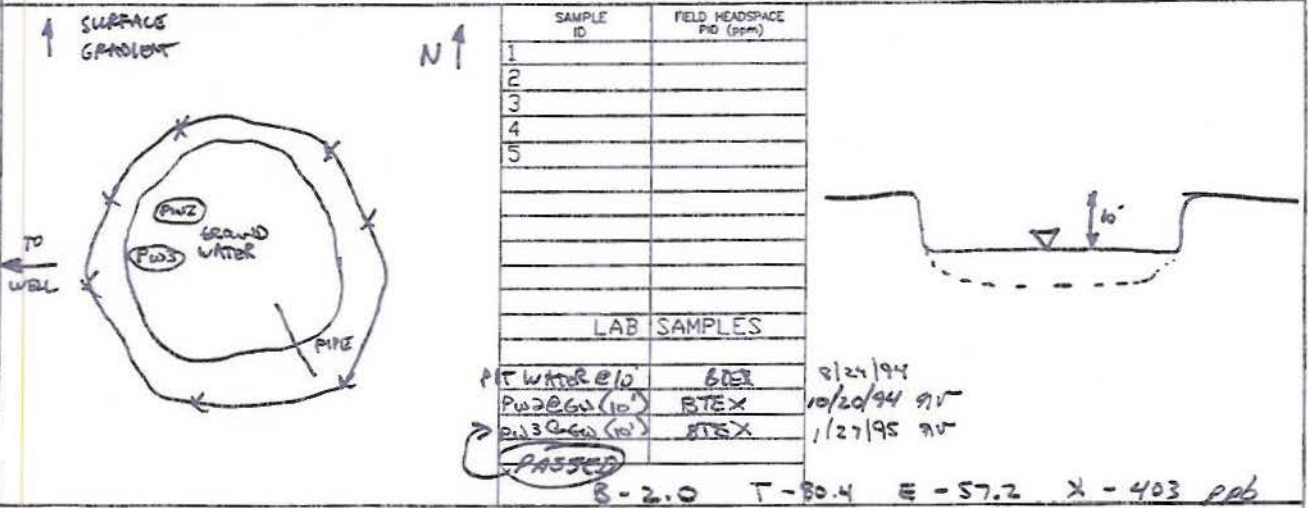 SURFACE
GRADIENT
N
TO
WELL
PW2
GROUND
PW3
WATER
PIPE
SAMPLE
ID
FIELD HEADSPACE
PID (ppm)
1
2
3
4
5
LAB SAMPLES
PIT WATER @ 10' BTEX 8/24/94
PW2@GW (10') BTEX 10/20/94
PW3@GW (10') BTEX 1/27/95
PASSED
B - 2.0 T - 80.4 E - 57.2 X - 403 ppb
10'